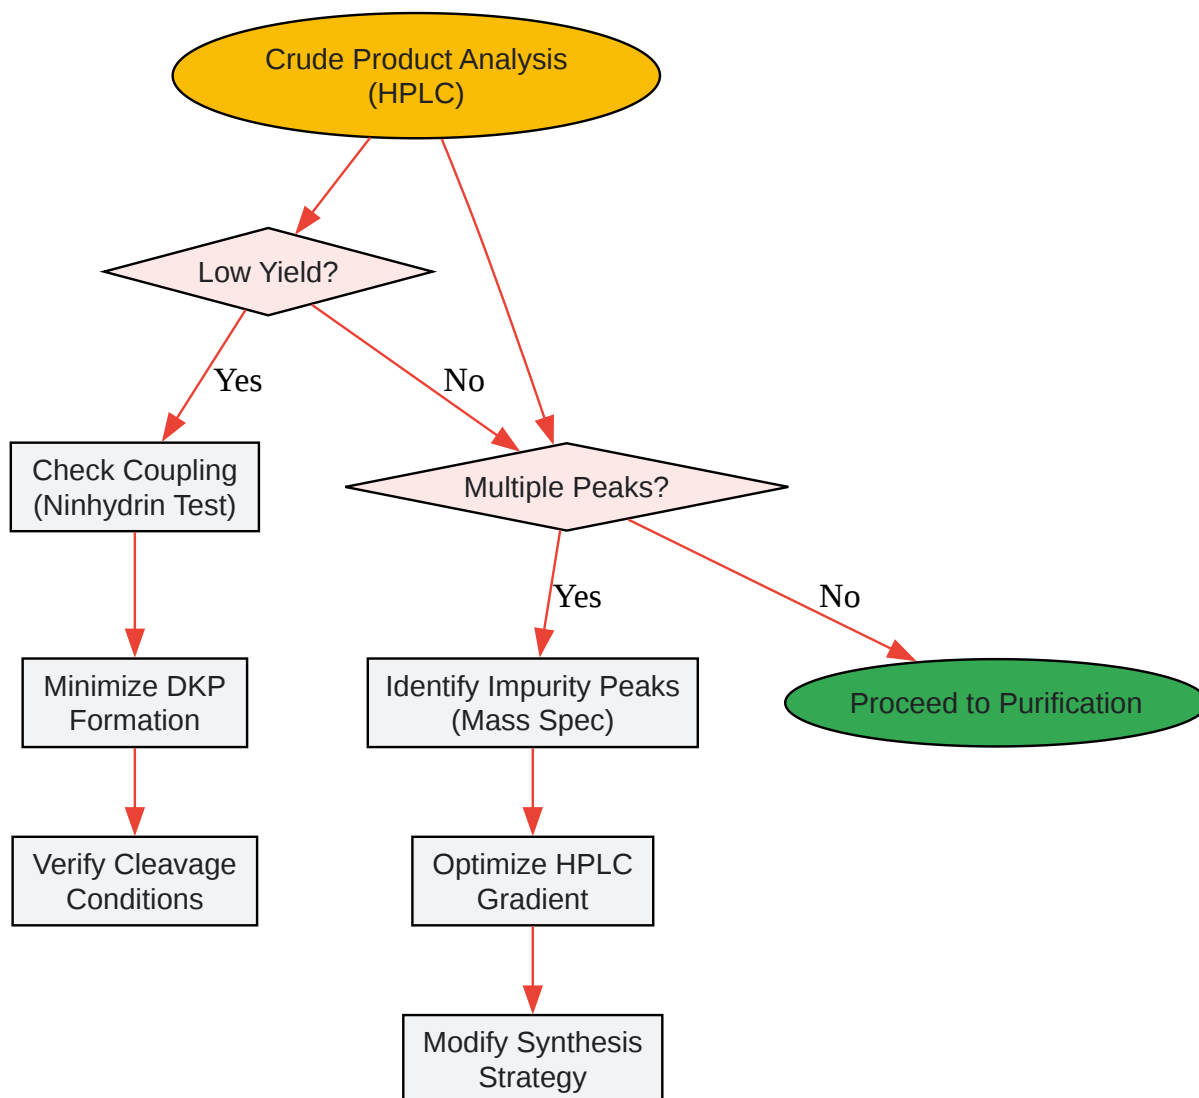 Crude Product Analysis
(HPLC)
Low Yield?
Yes
No
Check Coupling
(Ninhydrin Test)
Multiple Peaks?
Yes
No
Minimize DKP
Formation
Identify Impurity Peaks
(Mass Spec)
Proceed to Purification
Verify Cleavage
Conditions
Optimize HPLC
Gradient
Modify Synthesis
Strategy